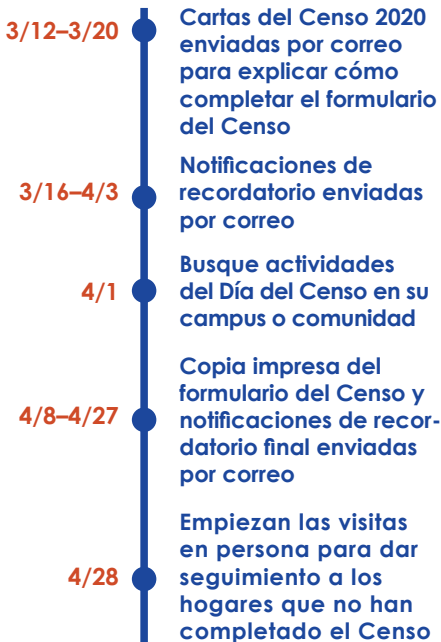 3/12–3/20
Cartas del Censo 2020
enviadas por correo
para explicar cómo
completar el formulario
del Censo
3/16–4/3
Notificaciones de
recordatorio enviadas
por correo
4/1
Busque actividades
del Día del Censo en su
campus o comunidad
4/8–4/27
Copia impresa del
formulario del Censo y
notificaciones de recor-
datorio final enviadas
por correo
4/28
Empiezan las visitas
en persona para dar
seguimiento a los
hogares que no han
completado el Censo